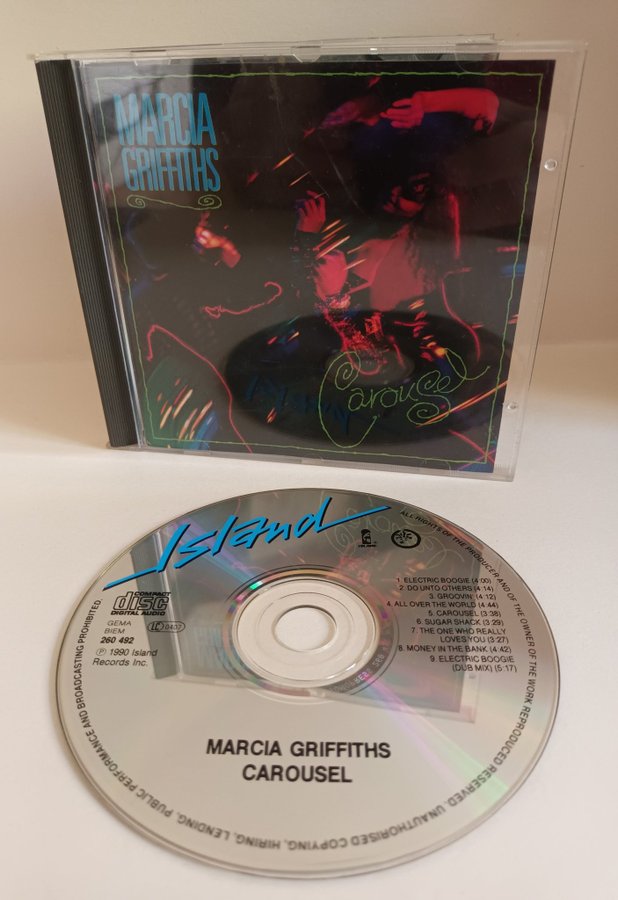 MARCIA
GRIFFITHS
Carousel
Island
COMPACT
disc
DIGITAL AUDIO
GEMA
BIEM
260 492
LC 0407
℗ 1990 Island
Records Inc.
1. ELECTRIC BOOGIE (4:00)
2. DO UNTO OTHERS (4:14)
3. GROOVIN' (4:12)
4. ALL OVER THE WORLD (4:44)
5. CAROUSEL (3:38)
6. SUGAR SHACK (3:29)
7. THE ONE WHO REALLY
LOVES YOU (3:27)
8. MONEY IN THE BANK (4:42)
9. ELECTRIC BOOGIE
(DUB MIX) (5:17)
MARCIA GRIFFITHS
CAROUSEL
ALL RIGHTS OF THE PRODUCER AND OF THE OWNER OF THE WORK REPRODUCED RESERVED. UNAUTHORISED COPYING, HIRING, LENDING, PUBLIC PERFORMANCE AND BROADCASTING PROHIBITED.